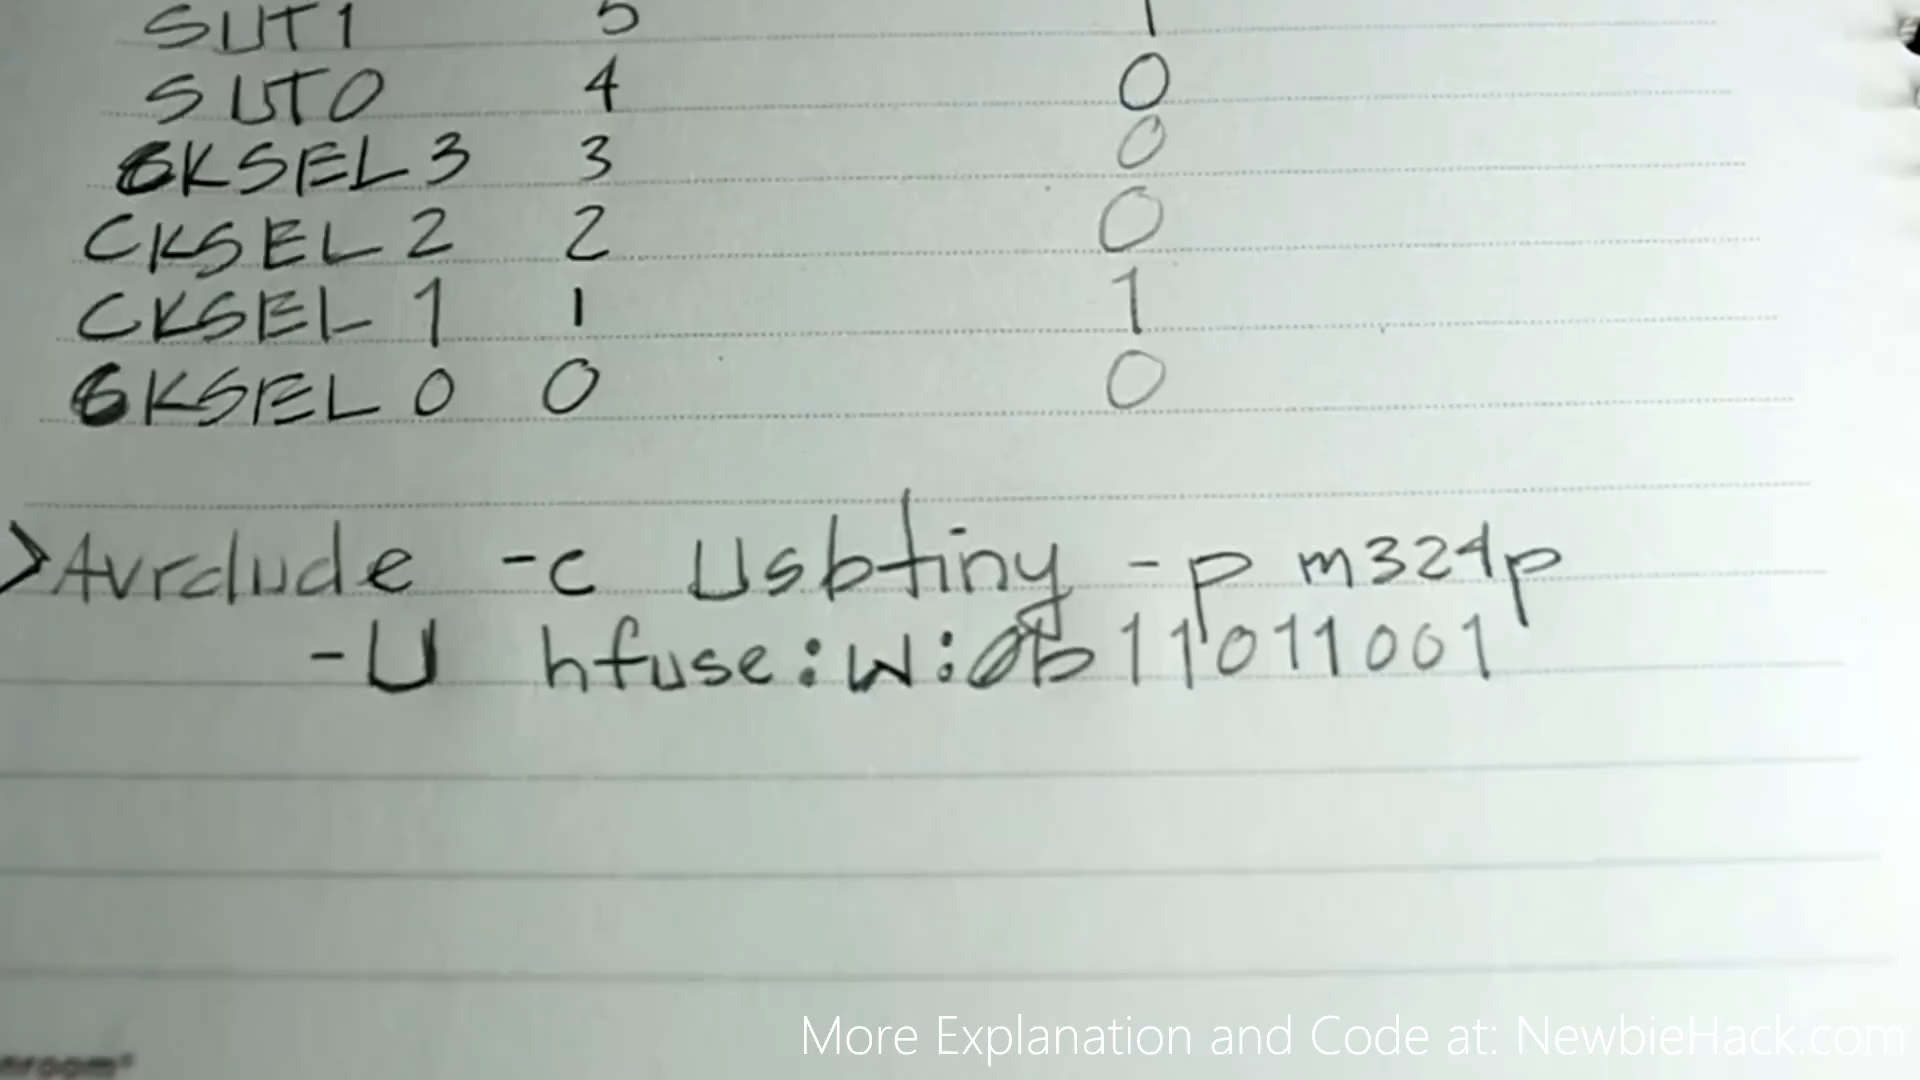 SUT1 5 1
SUT0 4 0
CKSEL3 3 0
CKSEL2 2 0
CKSEL1 1 1
CKSEL0 0 0
>Avrdude -c Usbtiny -p m324p
-U hfuse:w:0b11011001
More Explanation and Code at: NewbieHack.com